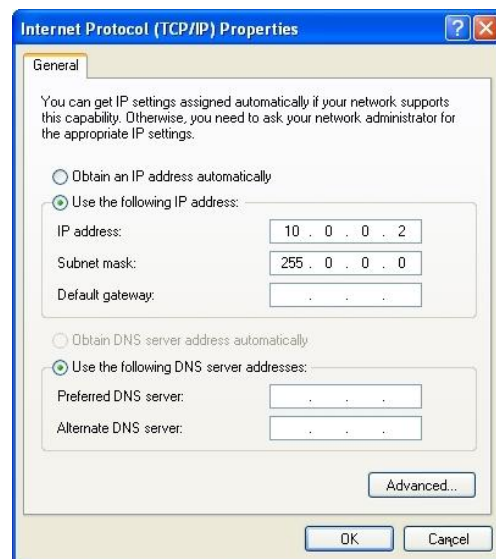 Internet Protocol (TCP/IP) Properties
General
You can get IP settings assigned automatically if your network supports
this capability. Otherwise, you need to ask your network administrator for
the appropriate IP settings.
Obtain an IP address automatically
Use the following IP address:
IP address: 10 . 0 . 0 . 2
Subnet mask: 255 . 0 . 0 . 0
Default gateway: . . .
Obtain DNS server address automatically
Use the following DNS server addresses:
Preferred DNS server: . . .
Alternate DNS server: . . .
Advanced...
OK Cancel